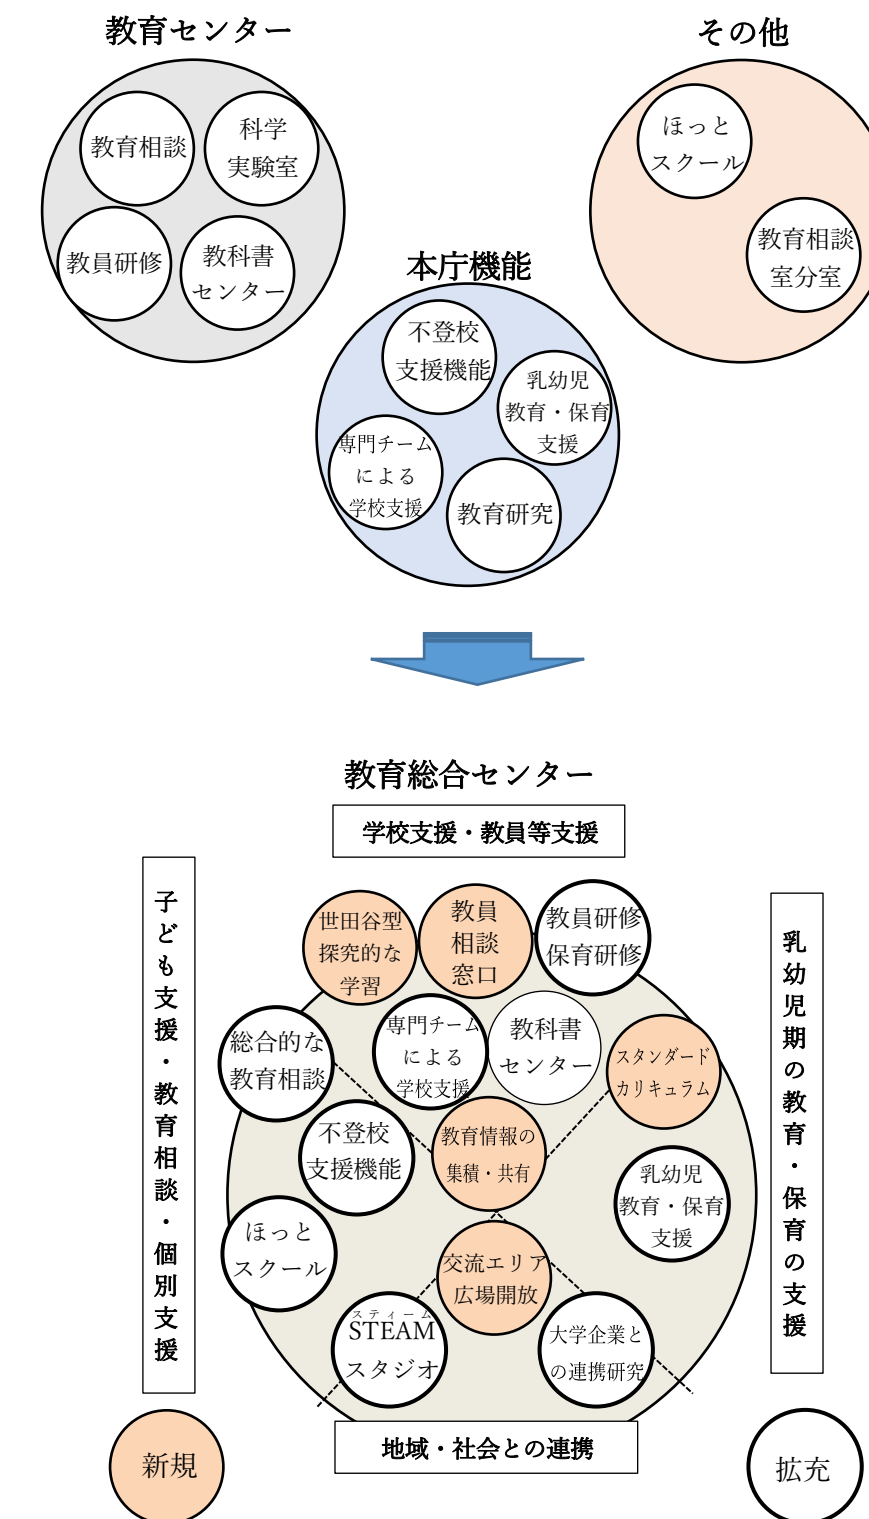 教育センター
教育相談
科学
実験室
教員研修
教科書
センター
その他
ほっと
スクール
教育相談
室分室
本庁機能
不登校
支援機能
乳幼児
教育・保育
支援
専門チーム
による
学校支援
教育研究
教育総合センター
学校支援・教員等支援
子ども支援・教育相談・個別支援
乳幼児期の教育・保育の支援
世田谷型
探究的な
学習
教員
相談
窓口
教員研修
保育研修
総合的な
教育相談
専門チーム
による
学校支援
教科書
センター
スタンダード
カリキュラム
不登校
支援機能
教育情報の
集積・共有
乳幼児
教育・保育
支援
ほっと
スクール
交流エリア
広場開放
スティーム
STEAM
スタジオ
大学企業と
の連携研究
地域・社会との連携
新規
拡充